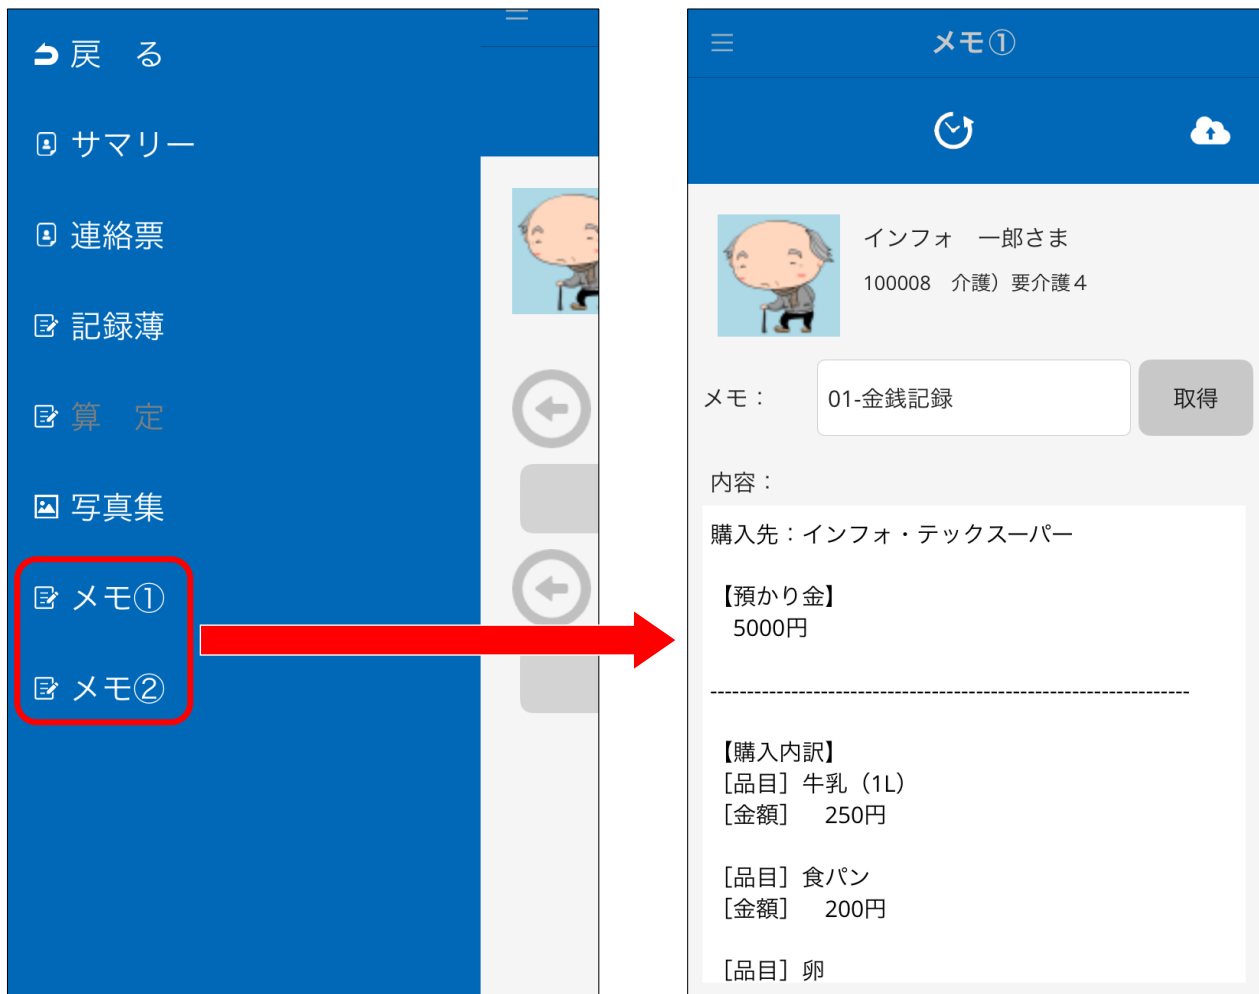 戻　る
サマリー
連絡票
記録薄
算　定
写真集
メモ①
メモ②
メモ①
インフォ　一郎さま
100008　介護）要介護４
メモ：
01-金銭記録
取得
内容：
購入先：インフォ・テックスーパー
【預かり金】
5000円
-----------------------------------------------------------------
【購入内訳】
［品目］牛乳（1L）
［金額］　250円
［品目］食パン
［金額］　200円
［品目］卵